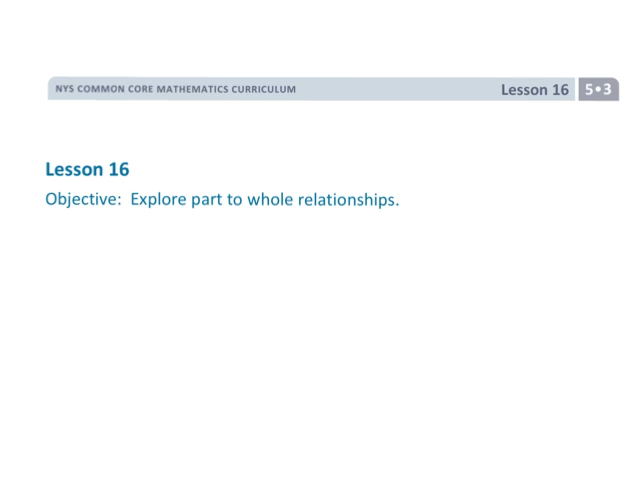 NYS COMMON CORE MATHEMATICS CURRICULUM Lesson 16 5•3
Lesson 16
Objective: Explore part to whole relationships.